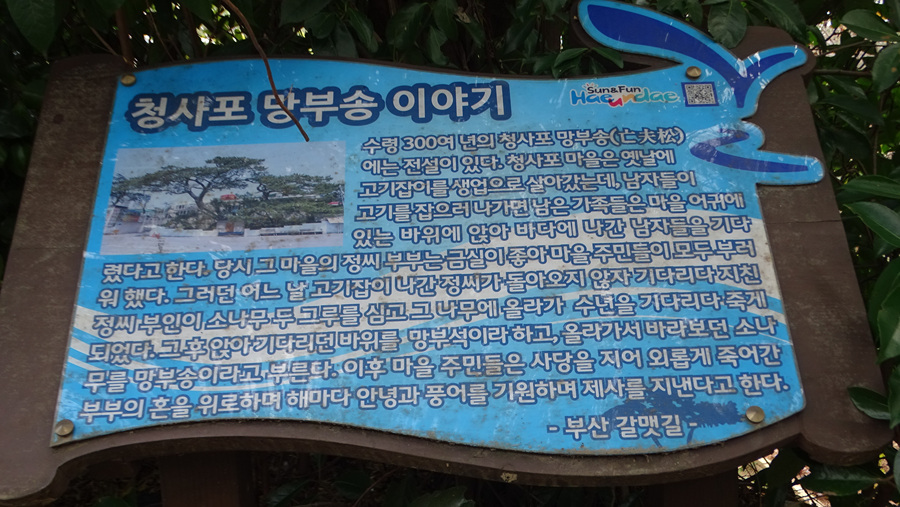 청사포 망부송 이야기
Sun&Fun
Haeundae
수령 300여 년의 청사포 망부송(亡夫松)
에는 전설이 있다. 청사포 마을은 옛날에
고기잡이를 생업으로 살아갔는데, 남자들이
고기를 잡으러 나가면 남은 가족들은 마을 어귀에
있는 바위에 앉아 바다에 나간 남자들을 기다
렸다고 한다. 당시 그 마을의 정씨 부부는 금실이 좋아 마을 주민들이 모두 부러
워 했다. 그러던 어느 날 고기잡이 나간 정씨가 돌아오지 않자 기다리다 지친
정씨 부인이 소나무 두 그루를 심고 그 나무에 올라가 수년을 기다리다 죽게
되었다. 그 후 앉아 기다리던 바위를 망부석이라 하고, 올라가서 바라보던 소나
무를 망부송이라고 부른다. 이후 마을 주민들은 사당을 지어 외롭게 죽어간
부부의 혼을 위로하며 해마다 안녕과 풍어를 기원하며 제사를 지낸다고 한다.
- 부산 갈맷길 -